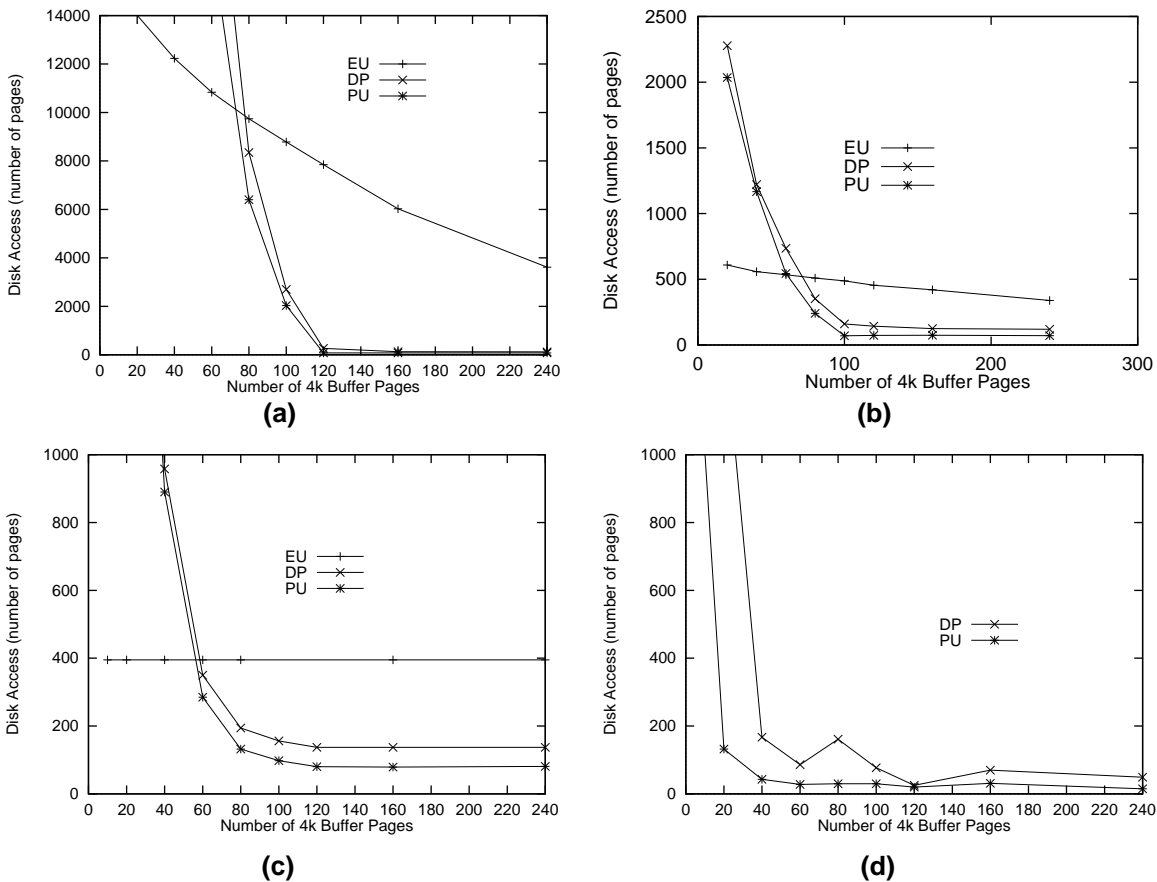 14000
12000
10000
8000
6000
4000
2000
0
Disk Access (number of pages)
EU
DP
PU
0 20 40 60 80 100 120 140 160 180 200 220 240
Number of 4k Buffer Pages
(a)
2500
2000
1500
1000
500
0
Disk Access (number of pages)
EU
DP
PU
0 100 200 300
Number of 4k Buffer Pages
(b)
1000
800
600
400
200
0
Disk Access (number of pages)
EU
DP
PU
0 20 40 60 80 100 120 140 160 180 200 220 240
Number of 4k Buffer Pages
(c)
1000
800
600
400
200
0
Disk Access (number of pages)
DP
PU
0 20 40 60 80 100 120 140 160 180 200 220 240
Number of 4k Buffer Pages
(d)